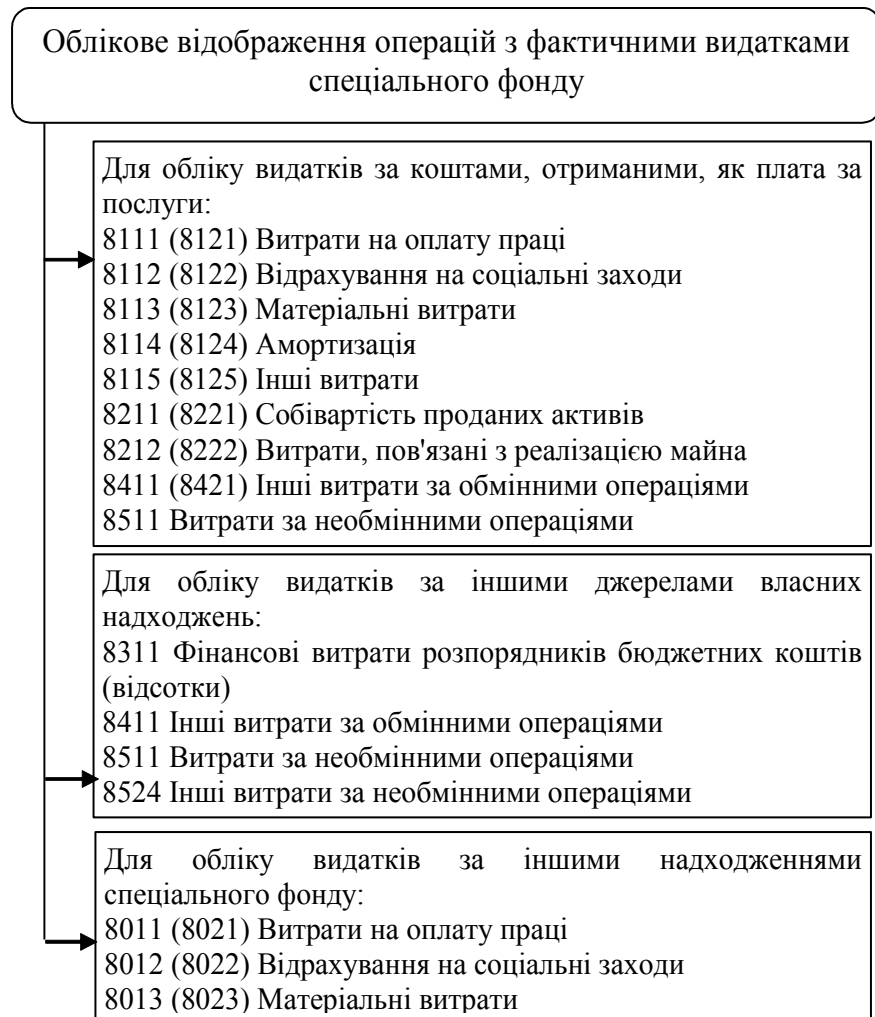 Облікове відображення операцій з фактичними видатками
спеціального фонду
Для обліку видатків за коштами, отриманими, як плата за
послуги:
8111 (8121) Витрати на оплату праці
8112 (8122) Відрахування на соціальні заходи
8113 (8123) Матеріальні витрати
8114 (8124) Амортизація
8115 (8125) Інші витрати
8211 (8221) Собівартість проданих активів
8212 (8222) Витрати, пов'язані з реалізацією майна
8411 (8421) Інші витрати за обмінними операціями
8511 Витрати за необмінними операціями
Для обліку видатків за іншими джерелами власних
надходжень:
8311 Фінансові витрати розпорядників бюджетних коштів
(відсотки)
8411 Інші витрати за обмінними операціями
8511 Витрати за необмінними операціями
8524 Інші витрати за необмінними операціями
Для обліку видатків за іншими надходженнями
спеціального фонду:
8011 (8021) Витрати на оплату праці
8012 (8022) Відрахування на соціальні заходи
8013 (8023) Матеріальні витрати